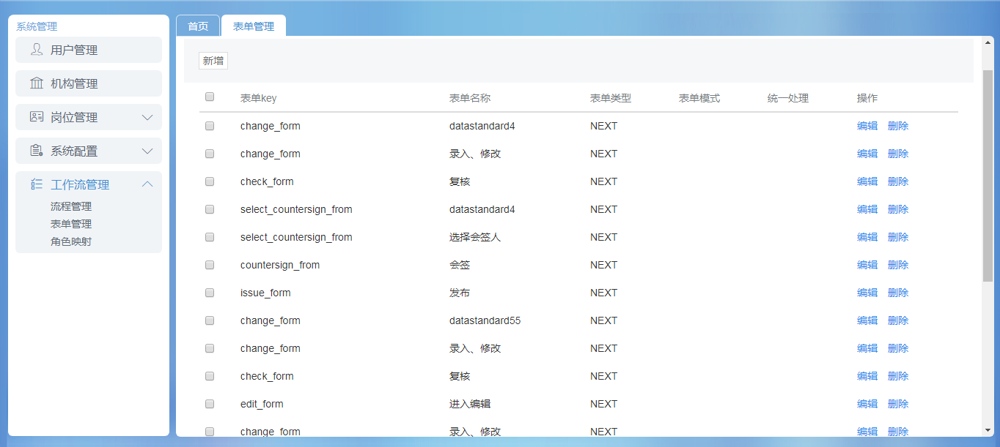 系统管理
用户管理
机构管理
岗位管理
系统配置
工作流管理
流程管理
表单管理
角色映射
首页 表单管理
新增
表单key 表单名称 表单类型 表单模式 统一处理 操作
change_form datastandard4 NEXT 编辑 删除
change_form 录入、修改 NEXT 编辑 删除
check_form 复核 NEXT 编辑 删除
select_countersign_from datastandard4 NEXT 编辑 删除
select_countersign_from 选择会签人 NEXT 编辑 删除
countersign_from 会签 NEXT 编辑 删除
issue_form 发布 NEXT 编辑 删除
change_form datastandard55 NEXT 编辑 删除
change_form 录入、修改 NEXT 编辑 删除
check_form 复核 NEXT 编辑 删除
edit_form 进入编辑 NEXT 编辑 删除
change_form 录入、修改 NEXT 编辑 删除